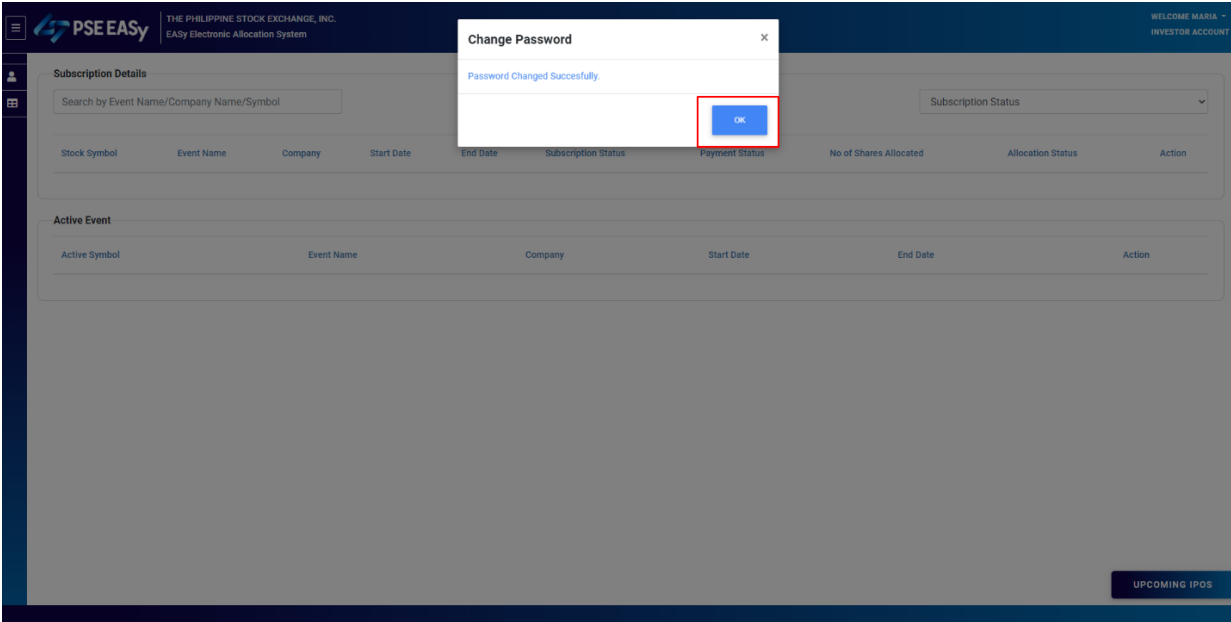 PSE EASy
THE PHILIPPINE STOCK EXCHANGE, INC.
EASy Electronic Allocation System
WELCOME MARIA
INVESTOR ACCOUNT
Change Password
×
Password Changed Succesfully.
OK
Subscription Details
Search by Event Name/Company Name/Symbol
Subscription Status
Stock Symbol Event Name Company Start Date End Date Subscription Status Payment Status No of Shares Allocated Allocation Status Action
Active Event
Active Symbol Event Name Company Start Date End Date Action
UPCOMING IPOS